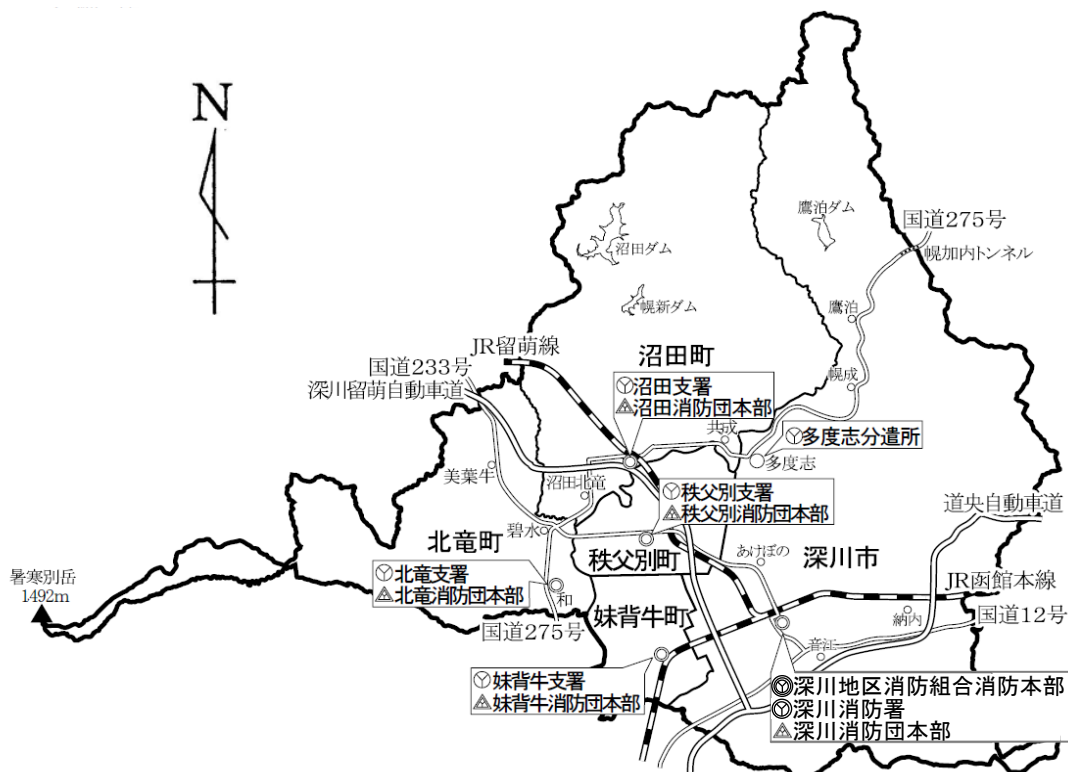 N
鷹泊ダム
国道275号
沼田ダム
幌加内トンネル
幌新ダム
鷹泊
JR留萌線
沼田町
国道233号
深川留萌自動車道
沼田支署
沼田消防団本部
幌成
共成
多度志分遣所
多度志
美葉牛
沼田北竜
秩父別支署
秩父別消防団本部
道央自動車道
碧水
北竜町
秩父別町
あけぼの
深川市
暑寒別岳
1492m
北竜支署
北竜消防団本部
和
国道275号
妹背牛町
JR函館本線
納内
国道12号
音江
妹背牛支署
妹背牛消防団本部
深川地区消防組合消防本部
深川消防署
深川消防団本部